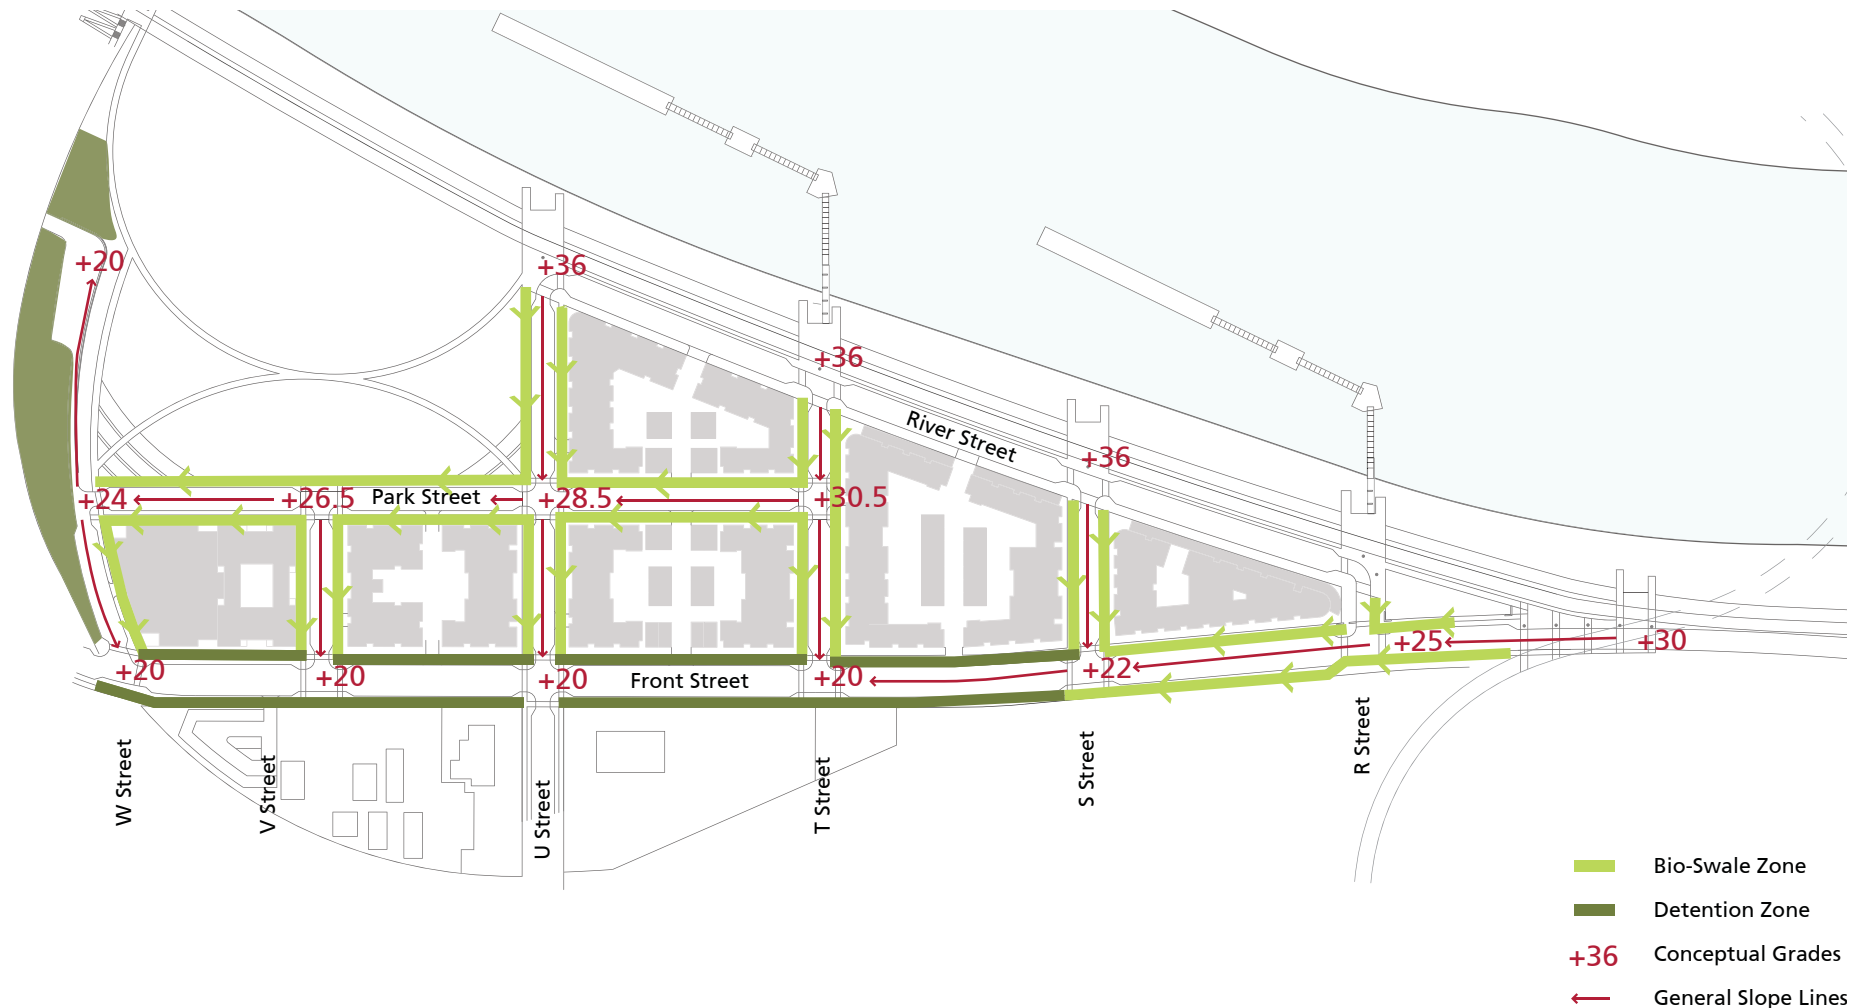 +20
+36
+36
River Street
+36
+24
+26.5
Park Street
+28.5
+30.5
+20
+20
+20
Front Street
+20
+22
+25
+30
W Street
V Street
U Street
T Street
S Street
R Street
Bio-Swale Zone
Detention Zone
+36
Conceptual Grades
General Slope Lines